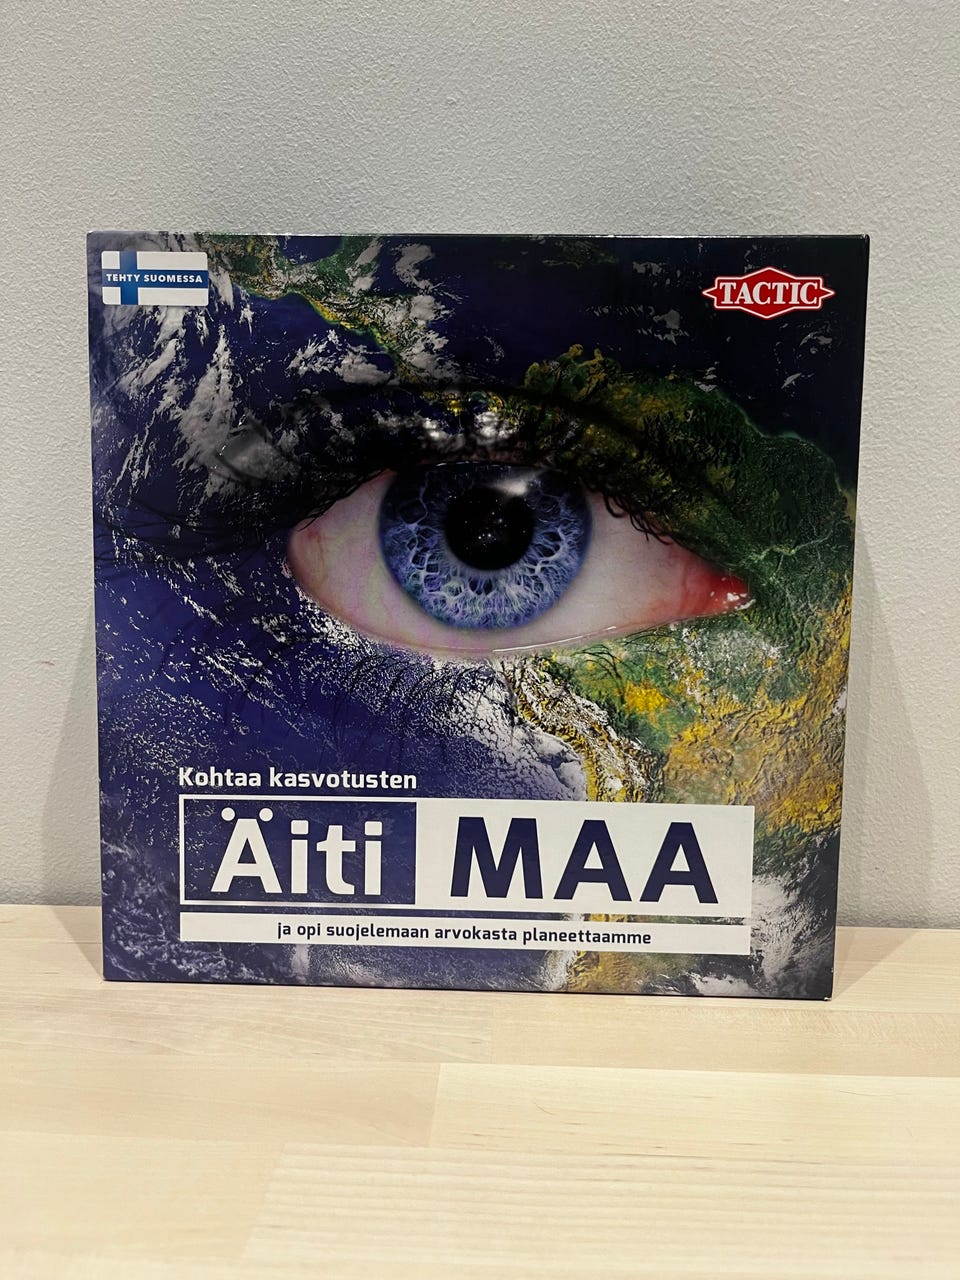 TEHTY SUOMESSA
TACTIC
Kohtaa kasvotusten
Äiti MAA
ja opi suojelemaan arvokasta planeettaamme